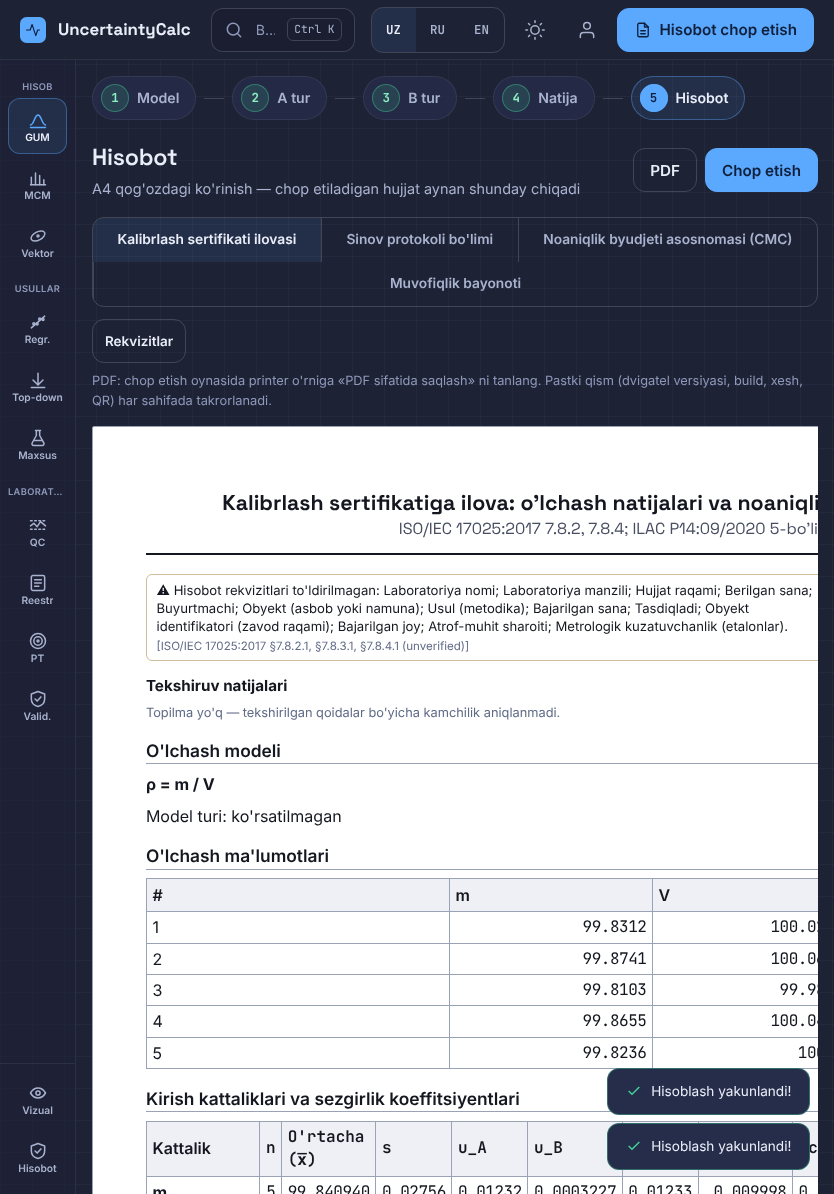 UncertaintyCalc
B...
Ctrl K
UZ
RU
EN
Hisobot chop etish
HISOB
GUM
MCM
Vektor
USULLAR
Regr.
Top-down
Maxsus
LABORAT...
QC
Reestr
PT
Valid.
Vizual
Hisobot
1 Model
2 A tur
3 B tur
4 Natija
5 Hisobot
Hisobot
A4 qog'ozdagi ko'rinish — chop etiladigan hujjat aynan shunday chiqadi
PDF
Chop etish
Kalibrlash sertifikati ilovasi
Sinov protokoli bo'limi
Noaniqlik byudjeti asosnomasi (CMC)
Muvofiqlik bayonoti
Rekvizitlar
PDF: chop etish oynasida printer o'rniga «PDF sifatida saqlash» ni tanlang. Pastki qism (dvigatel versiyasi, build, xesh,
QR) har sahifada takrorlanadi.
Kalibrlash sertifikatiga ilova: o’lchash natijalari va noaniqli
ISO/IEC 17025:2017 7.8.2, 7.8.4; ILAC P14:09/2020 5-bo’li
⚠ Hisobot rekvizitlari to'ldirilmagan: Laboratoriya nomi; Laboratoriya manzili; Hujjat raqami; Berilgan sana;
Buyurtmachi; Obyekt (asbob yoki namuna); Usul (metodika); Bajarilgan sana; Tasdiqladi; Obyekt
identifikatori (zavod raqami); Bajarilgan joy; Atrof-muhit sharoiti; Metrologik kuzatuvchanlik (etalonlar).
[ISO/IEC 17025:2017 §7.8.2.1, §7.8.3.1, §7.8.4.1 (unverified)]
Tekshiruv natijalari
Topilma yo'q — tekshirilgan qoidalar bo'yicha kamchilik aniqlanmadi.
O'lchash modeli
ρ = m / V
Model turi: ko'rsatilmagan
O'lchash ma'lumotlari
# m V
1 99.8312 100.0
2 99.8741 100.0
3 99.8103 99.9
4 99.8655 100.0
5 99.8236 100
Kirish kattaliklari va sezgirlik koeffitsiyentlari
Kattalik n O'rtacha (x̅) s u_A u_B
m 5 99.840940 0.02756 0.01232 0.0003227 0.01233 0.009998 0.
Hisoblash yakunlandi!
Hisoblash yakunlandi!